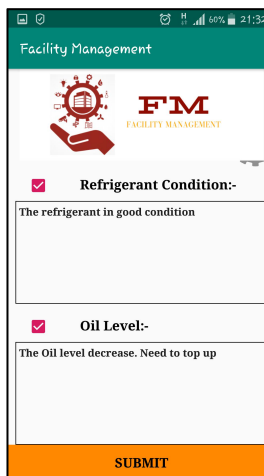 60% 21:32
Facility Management
FM
FACILITY MANAGEMENT
Refrigerant Condition:-
The refrigerant in good condition
Oil Level:-
The Oil level decrease. Need to top up
SUBMIT